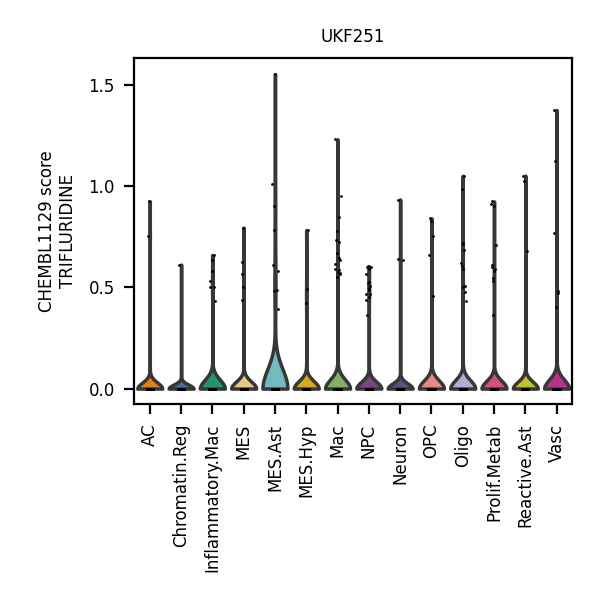 UKF251
CHEMBL1129 score
TRIFLURIDINE
1.5
1.0
0.5
0.0
AC
Chromatin.Reg
Inflammatory.Mac
MES
MES.Ast
MES.Hyp
Mac
NPC
Neuron
OPC
Oligo
Prolif.Metab
Reactive.Ast
Vasc